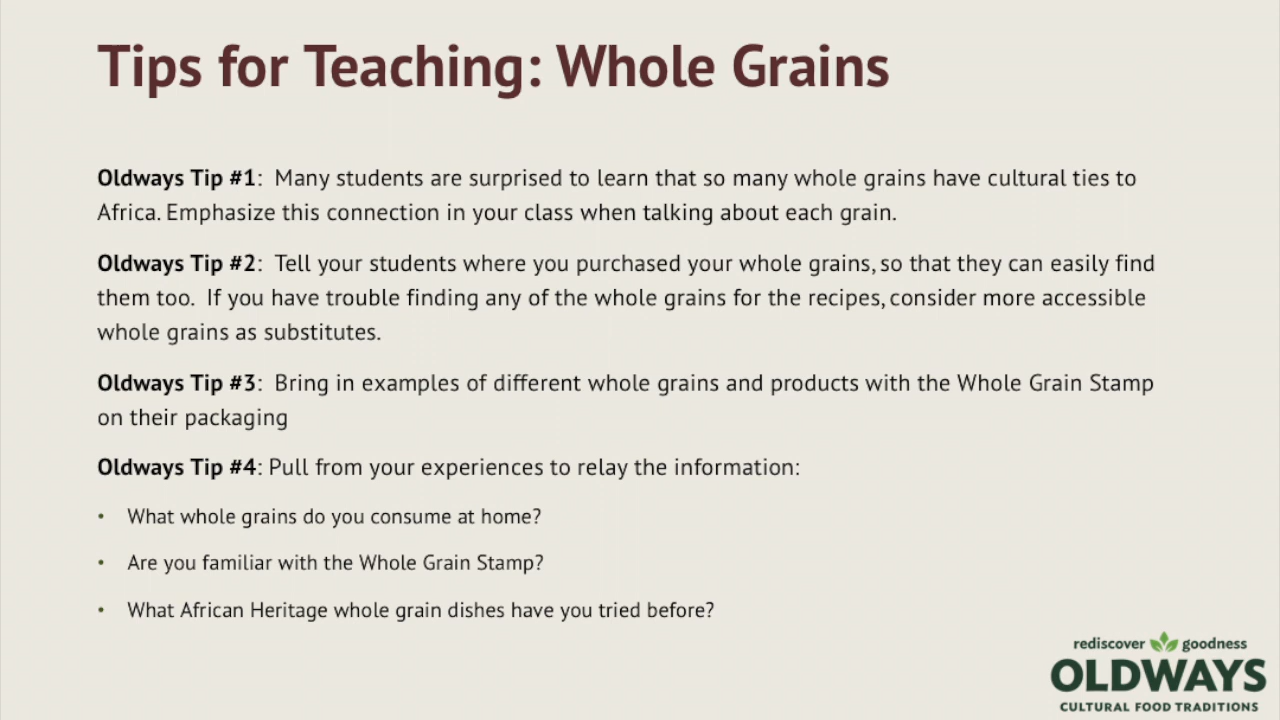 Tips for Teaching: Whole Grains
Oldways Tip #1:  Many students are surprised to learn that so many whole grains have cultural ties to
Africa. Emphasize this connection in your class when talking about each grain.
Oldways Tip #2:  Tell your students where you purchased your whole grains, so that they can easily find
them too.  If you have trouble finding any of the whole grains for the recipes, consider more accessible
whole grains as substitutes.
Oldways Tip #3:  Bring in examples of different whole grains and products with the Whole Grain Stamp
on their packaging
Oldways Tip #4: Pull from your experiences to relay the information:
• What whole grains do you consume at home?
• Are you familiar with the Whole Grain Stamp?
• What African Heritage whole grain dishes have you tried before?
rediscover goodness
OLDWAYS
CULTURAL FOOD TRADITIONS